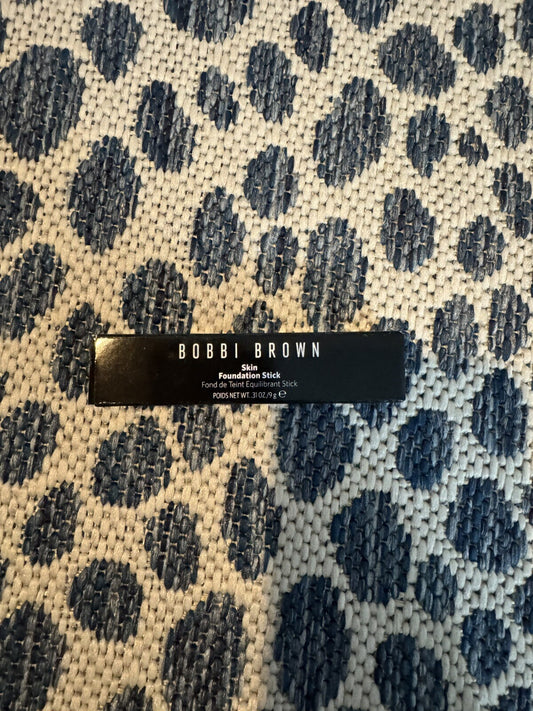 BOBBI BROWN
Skin
Foundation Stick
Fond de Teint Equilibrant Stick
POIDS NET WT. .31 OZ./9 g ℮